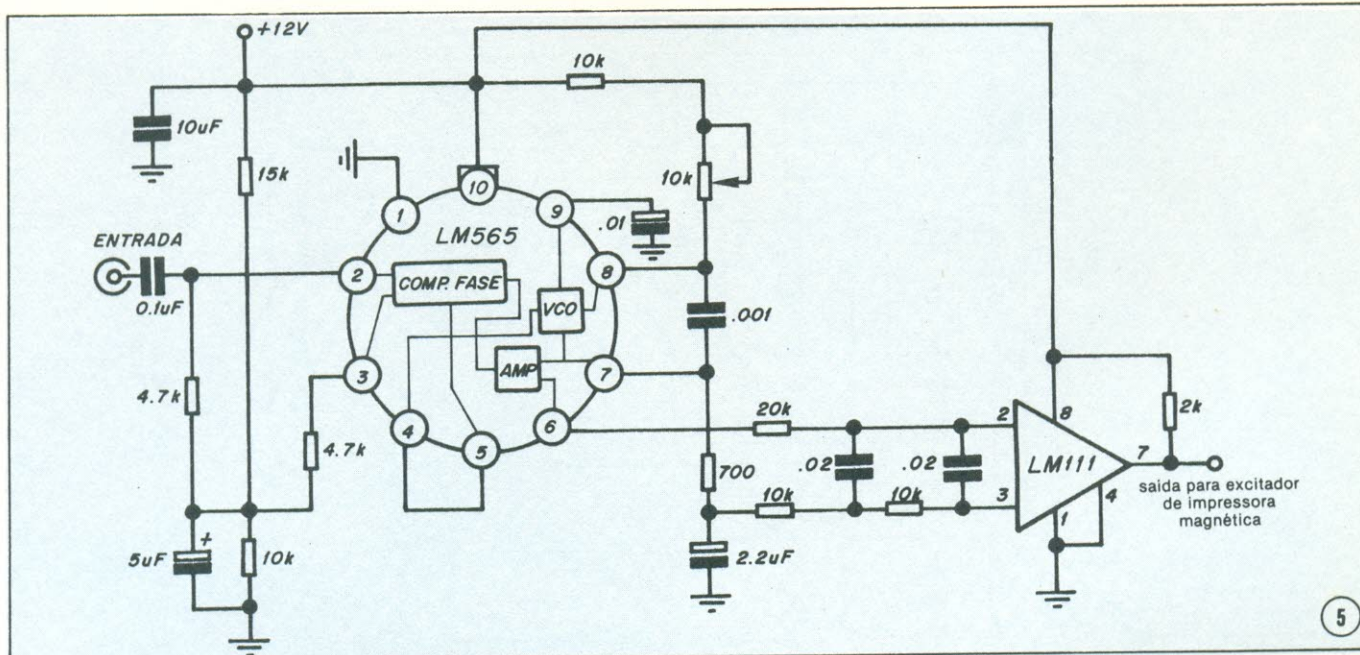 +12V
10k
10uF
15k
10k
10
1
9
.01
LM565
ENTRADA
2
COMP. FASE
8
0.1uF
VCO
.001
AMP
3
7
4.7k
4.7k
4
5
6
20k
2
8
2k
700
.02
.02
LM111
7
10k
10k
3
4
1
saida para excitador
de impressora
magnética
5uF
+
10k
2.2uF
5